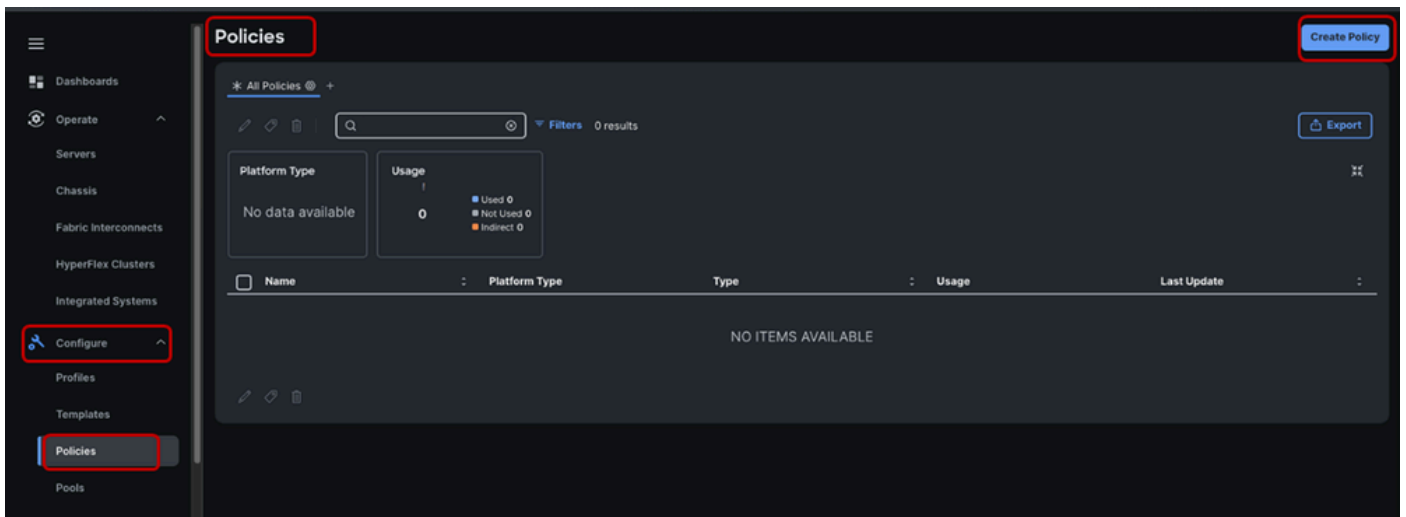 Policies
Create Policy
Dashboards
All Policies
Operate
Filters 0 results
Export
Servers
Platform Type
Usage
Chassis
No data available
0
Used 0
Not Used 0
Indirect 0
Fabric Interconnects
HyperFlex Clusters
Name Platform Type Type Usage Last Update
Integrated Systems
NO ITEMS AVAILABLE
Configure
Profiles
Templates
Policies
Pools